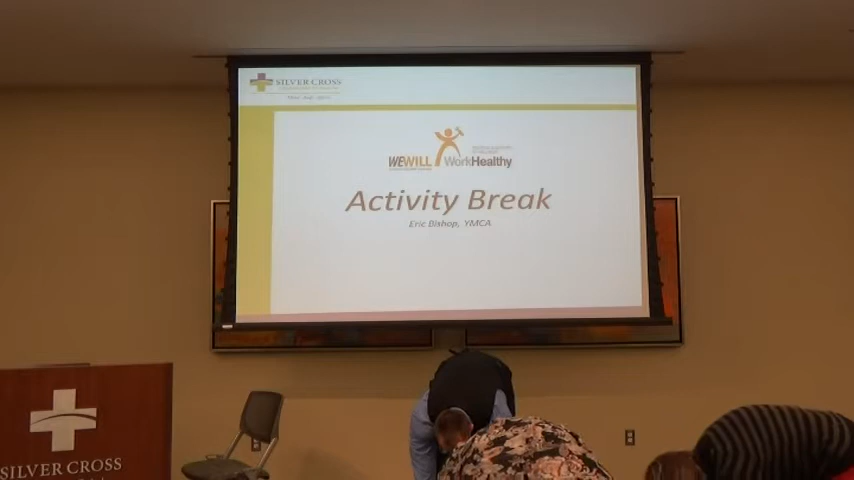 SILVER CROSS
WEWILL WorkHealthy
Activity Break
Eric Bishop, YMCA
SILVER CROSS